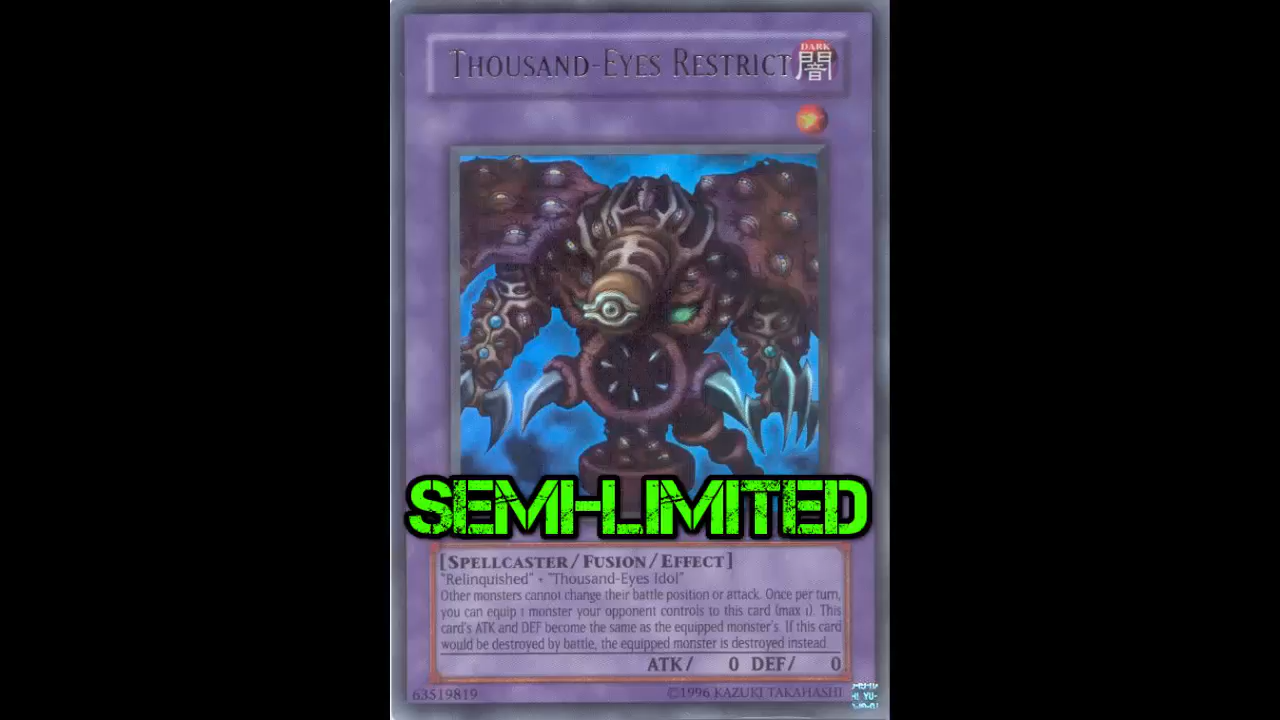 THOUSAND-EYES RESTRICT
DARK
闇
SEMI-LIMITED
[SPELLCASTER/FUSION/EFFECT]
"Relinquished" + "Thousand-Eyes Idol"
Other monsters cannot change their battle position or attack. Once per turn,
you can equip 1 monster your opponent controls to this card (max 1). This
card's ATK and DEF become the same as the equipped monster's. If this card
would be destroyed by battle, the equipped monster is destroyed instead.
ATK/ 0 DEF/ 0
63519819
©1996 KAZUKI TAKAHASHI